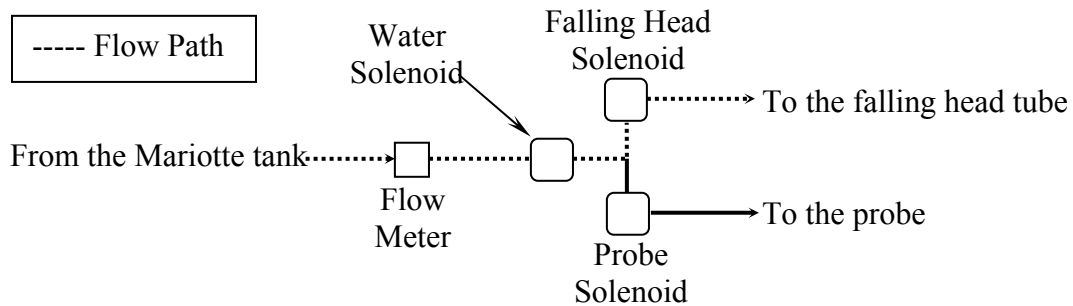 ----- Flow Path
Water
Solenoid
Falling Head
Solenoid
To the falling head tube
From the Mariotte tank
Flow
Meter
To the probe
Probe
Solenoid